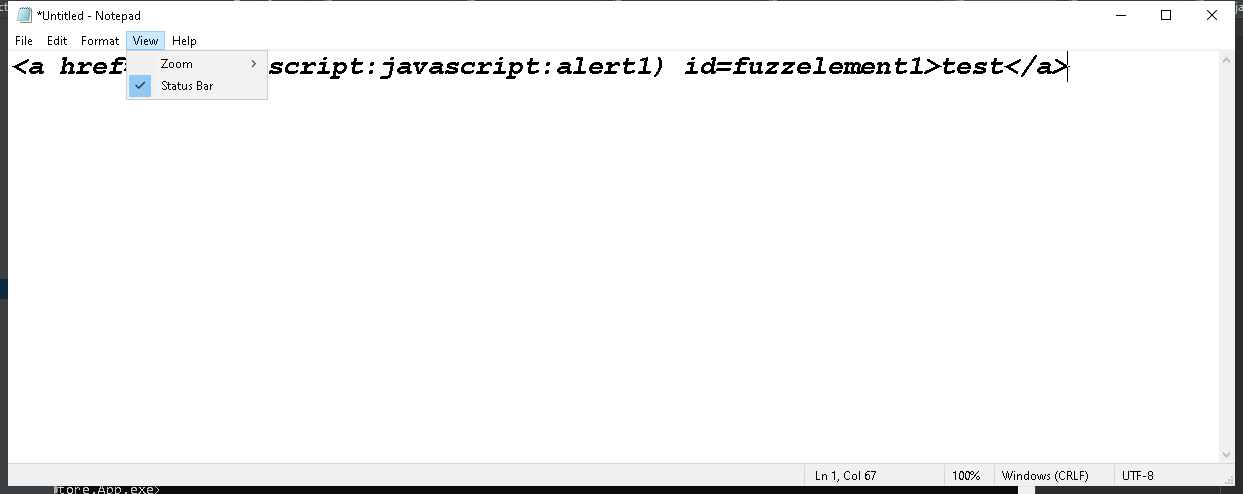 *Untitled - Notepad
File Edit Format View Help
Zoom
Status Bar
<a href= script:javascript:alert1) id=fuzzelement1>test</a>
Ln 1, Col 67
100%
Windows (CRLF)
UTF-8
tore.App.exe>